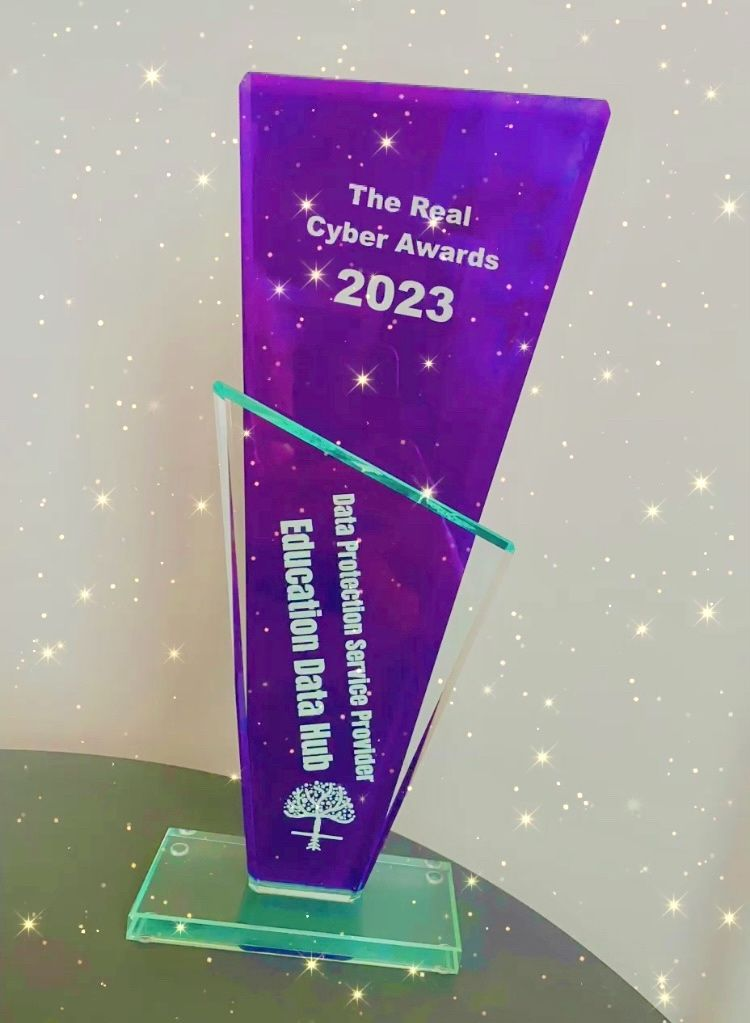 The Real
Cyber Awards
2023
Data Protection Service Provider
Education Data Hub